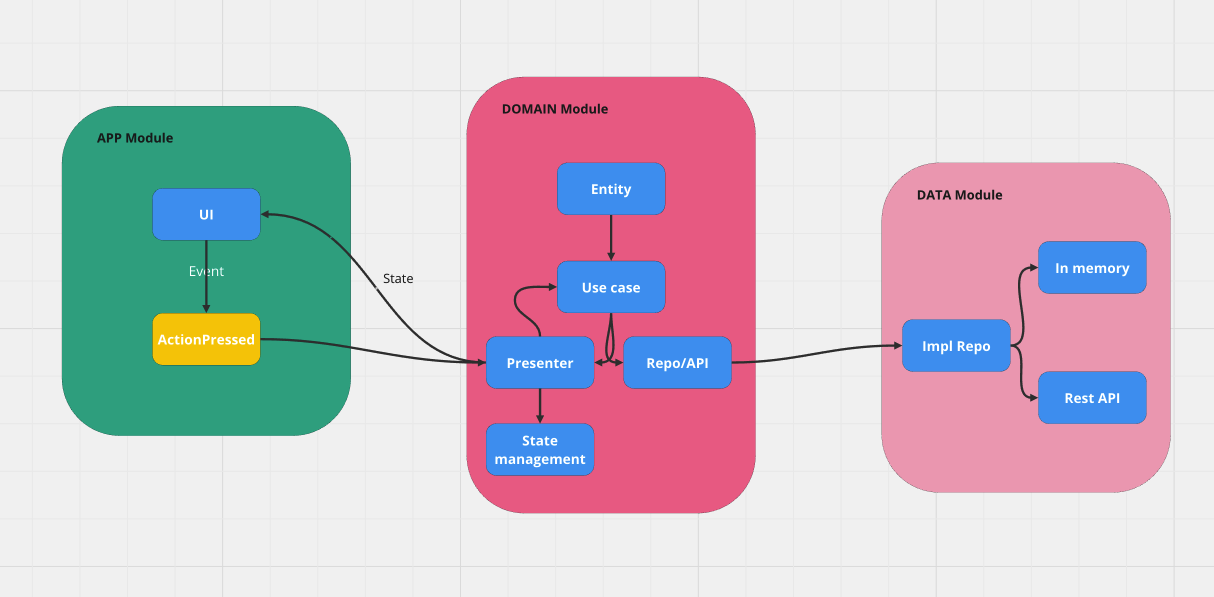 APP Module
UI
Event
ActionPressed
State
DOMAIN Module
Entity
Use case
Presenter
Repo/API
State
management
DATA Module
In memory
Impl Repo
Rest API